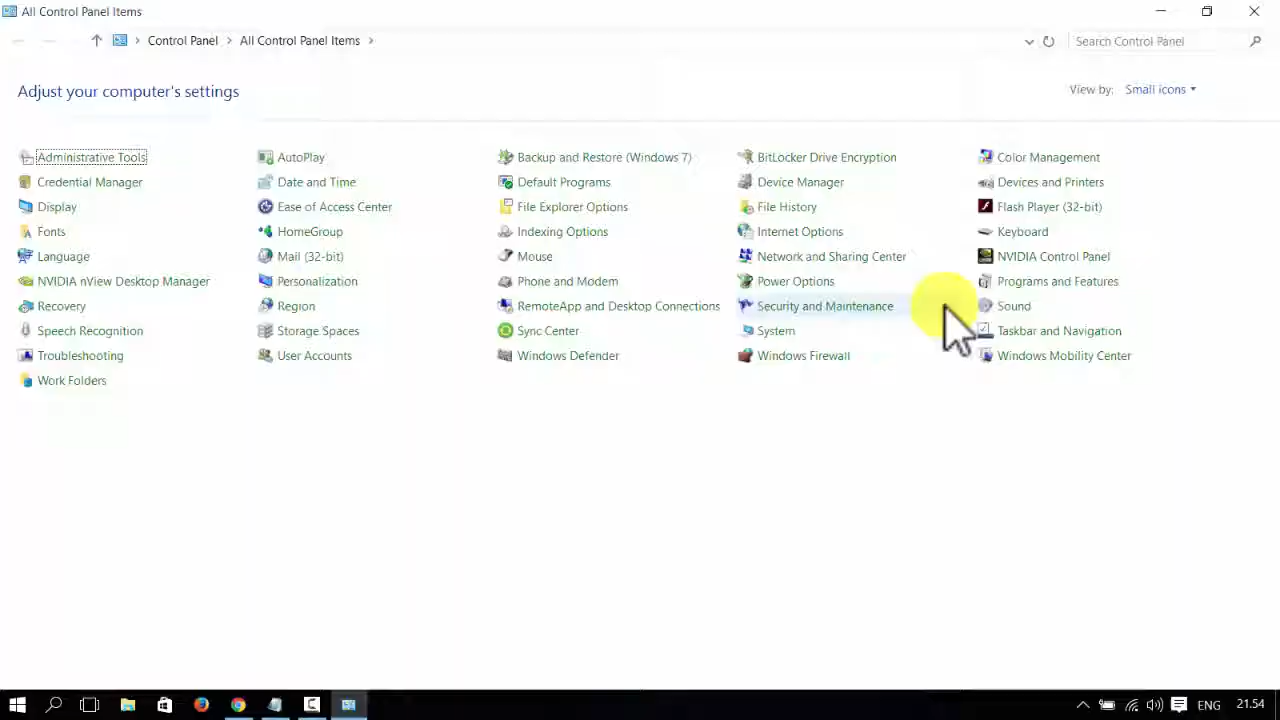 All Control Panel Items
Control Panel > All Control Panel Items >
Search Control Panel
Adjust your computer's settings
View by: Small icons
Administrative Tools
AutoPlay
Backup and Restore (Windows 7)
BitLocker Drive Encryption
Color Management
Credential Manager
Date and Time
Default Programs
Device Manager
Devices and Printers
Display
Ease of Access Center
File Explorer Options
File History
Flash Player (32-bit)
Fonts
HomeGroup
Indexing Options
Internet Options
Keyboard
Language
Mail (32-bit)
Mouse
Network and Sharing Center
NVIDIA Control Panel
NVIDIA nView Desktop Manager
Personalization
Phone and Modem
Power Options
Programs and Features
Recovery
Region
RemoteApp and Desktop Connections
Security and Maintenance
Sound
Speech Recognition
Storage Spaces
Sync Center
System
Taskbar and Navigation
Troubleshooting
User Accounts
Windows Defender
Windows Firewall
Windows Mobility Center
Work Folders
ENG
21.54